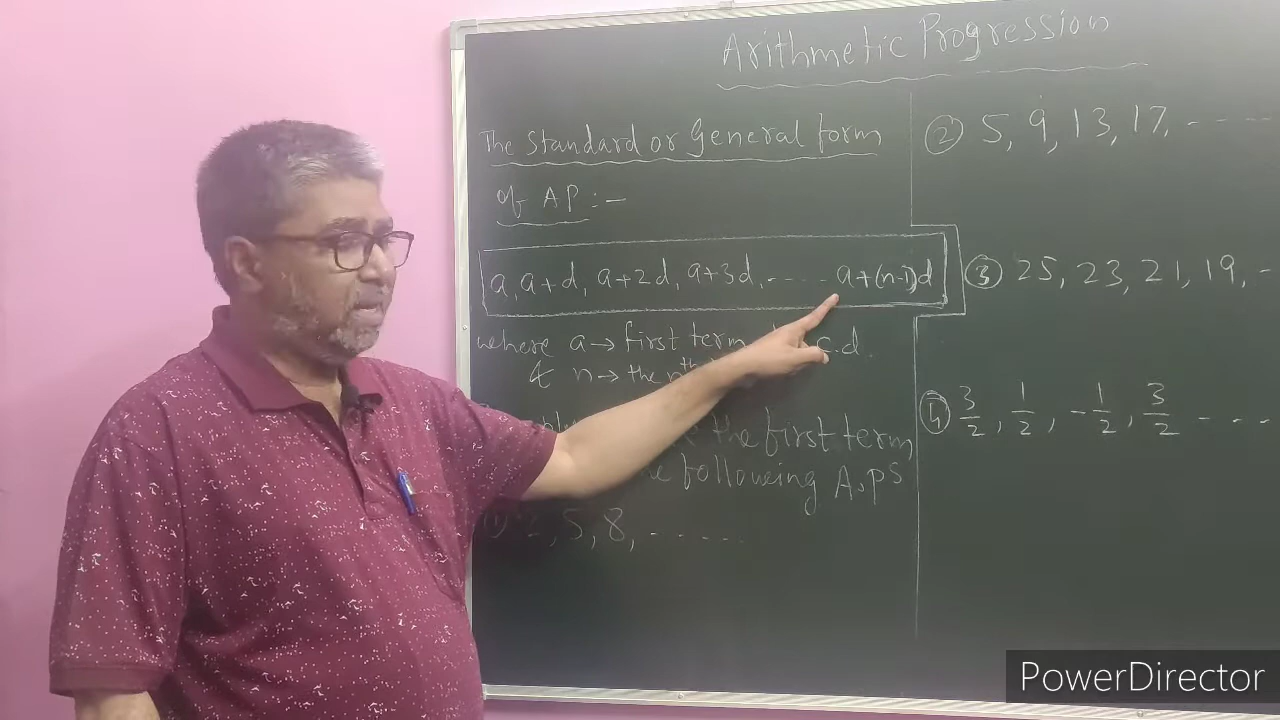 Arithmetic Progression
The Standard or General form
of AP :-
a, a+d, a+2d, a+3d, ..... a+(n-1)d
where a → first term c.d.
& n → the nth
the first term
following A.PS
(1) 2, 5, 8, ......
(2) 5, 9, 13, 17, ....
(3) 25, 23, 21, 19, .
(4) 3/2, 1/2, -1/2, 3/2 ....
PowerDirector